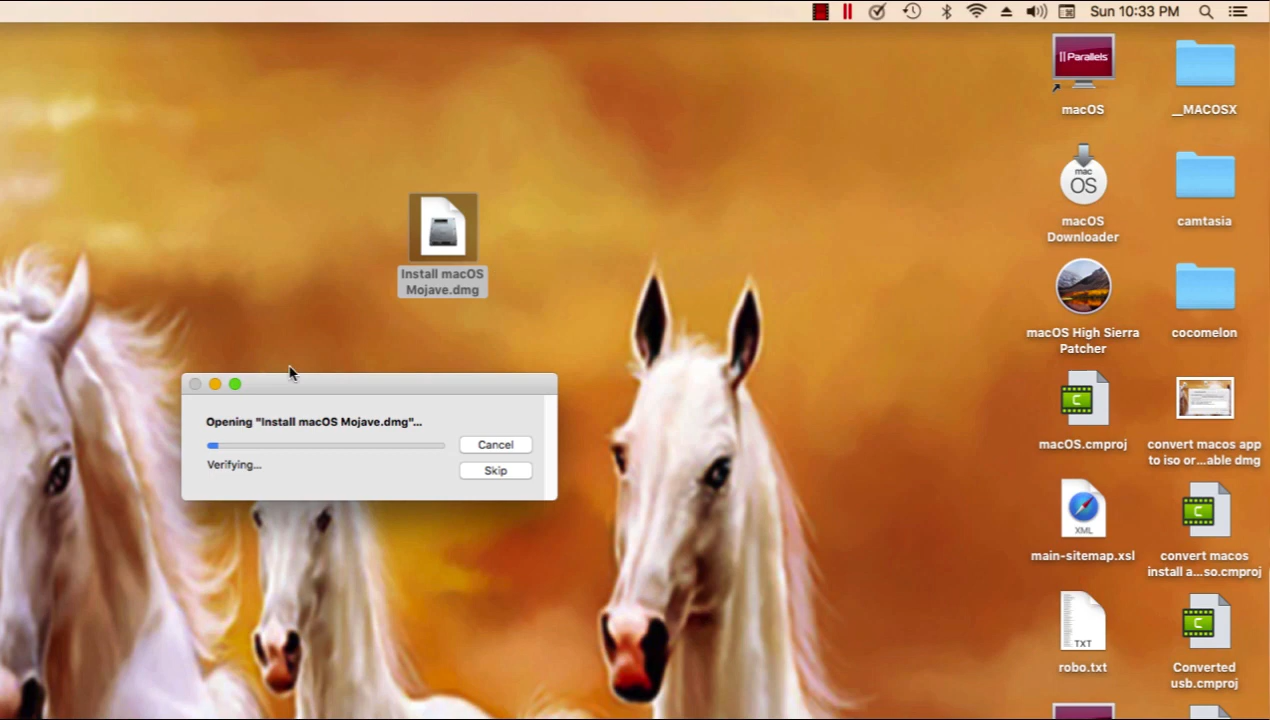 Sun 10:33 PM
Parallels
macOS
__MACOSX
mac
OS
macOS
Downloader
camtasia
Install macOS
Mojave.dmg
macOS High Sierra
Patcher
cocomelon
Opening "Install macOS Mojave.dmg"...
Cancel
Verifying...
Skip
C
macOS.cmproj
convert macos app
to iso or...able dmg
XML
main-sitemap.xsl
C
convert macos
install a...so.cmproj
TXT
robo.txt
C
Converted
usb.cmproj